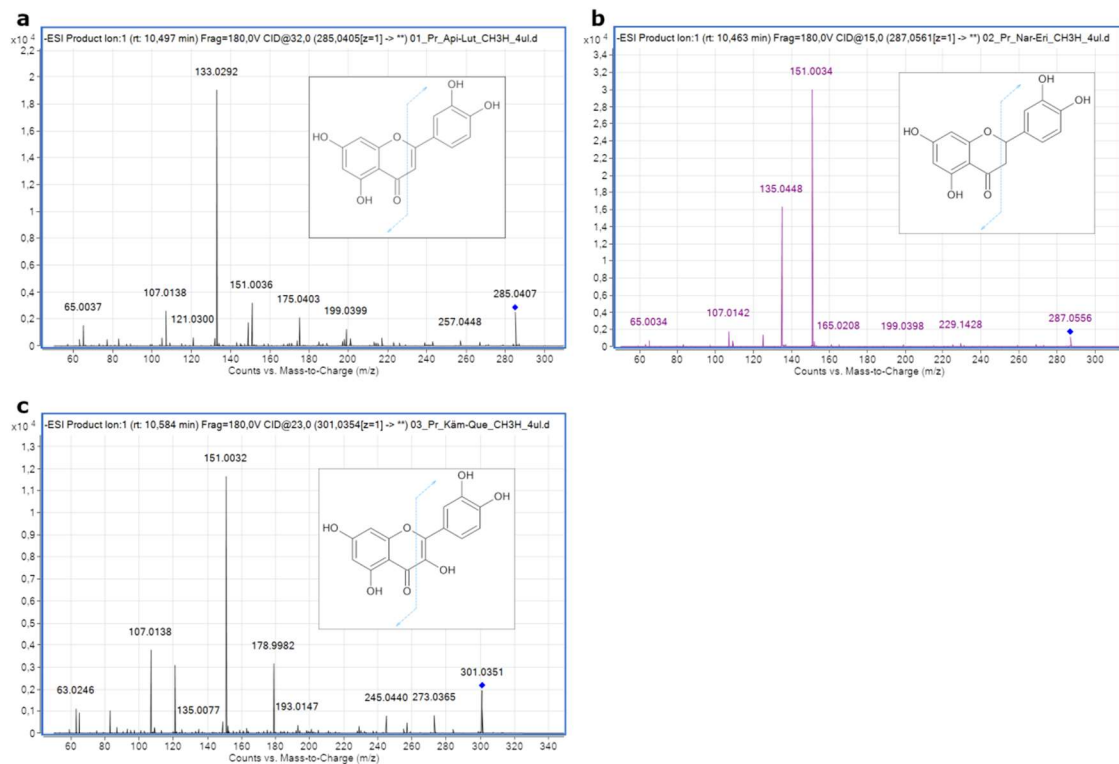 a
-ESI Product Ion:1 (rt: 10,497 min) Frag=180,0V CID@32,0 (285,0405[z=1] -> **) 01_Pr_Api-Lut_CH3H_4ul.d
x10 4
2,2
2
1,8
1,6
1,4
1,2
1
0,8
0,6
0,4
0,2
0
133.0292
OH
OH
HO
O
OH
O
65.0037
107.0138
121.0300
151.0036
175.0403
199.0399
257.0448
285.0407
60 80 100 120 140 160 180 200 220 240 260 280 300
Counts vs. Mass-to-Charge (m/z)
b
-ESI Product Ion:1 (rt: 10,463 min) Frag=180,0V CID@15,0 (287,0561[z=1] -> **) 02_Pr_Nar-Eri_CH3H_4ul.d
x10 4
3,4
3,2
3
2,8
2,6
2,4
2,2
2
1,8
1,6
1,4
1,2
1
0,8
0,6
0,4
0,2
0
151.0034
135.0448
OH
OH
HO
O
OH
O
65.0034
107.0142
165.0208
199.0398
229.1428
287.0556
60 80 100 120 140 160 180 200 220 240 260 280 300
Counts vs. Mass-to-Charge (m/z)
c
-ESI Product Ion:1 (rt: 10,584 min) Frag=180,0V CID@23,0 (301,0354[z=1] -> **) 03_Pr_Käm-Que_CH3H_4ul.d
x10 4
1,3
1,2
1,1
1
0,9
0,8
0,7
0,6
0,5
0,4
0,3
0,2
0,1
0
151.0032
OH
OH
HO
O
OH
OH
O
63.0246
107.0138
135.0077
178.9982
193.0147
245.0440
273.0365
301.0351
60 80 100 120 140 160 180 200 220 240 260 280 300 320 340
Counts vs. Mass-to-Charge (m/z)